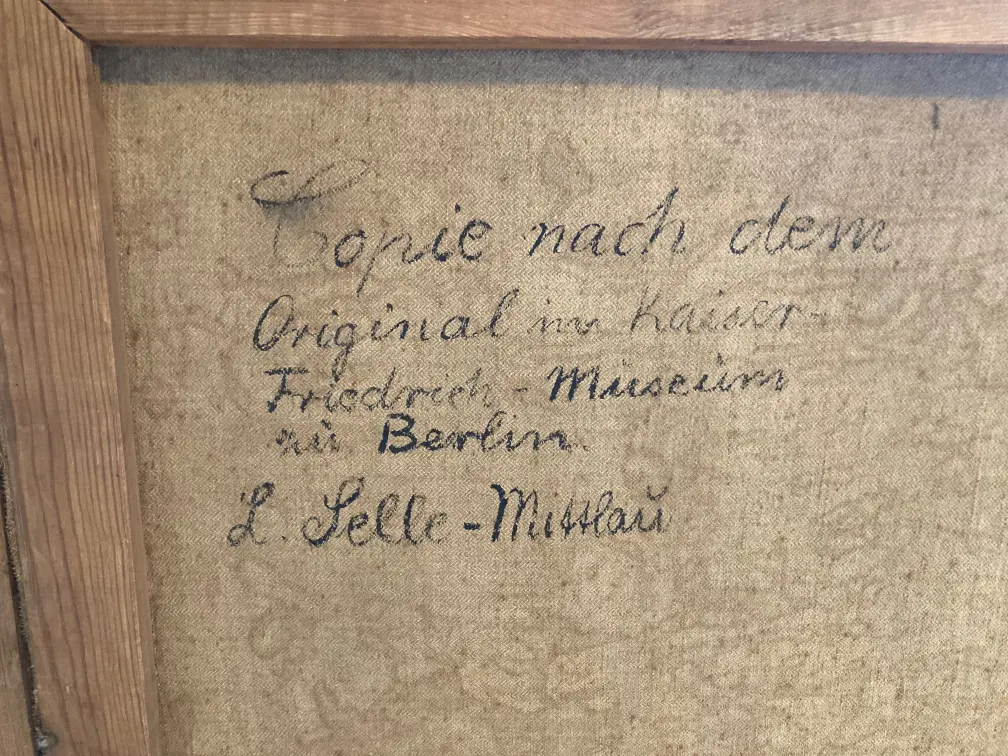 Copie nach dem
Original im Kaiser-
Friedrich-Museum
zu Berlin.
L. Selle-Mittlau